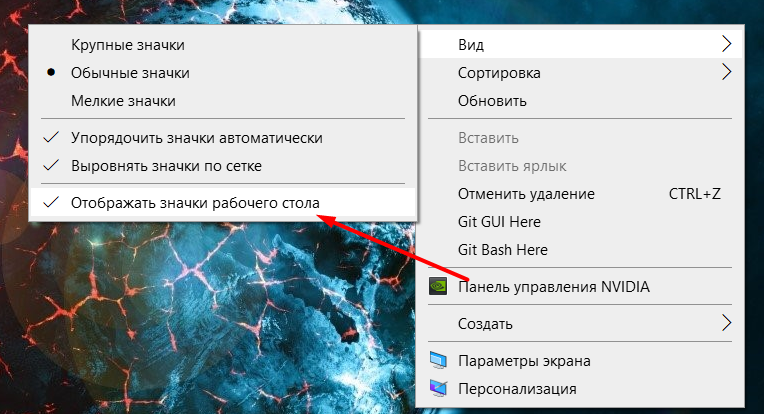 Крупные значки
Обычные значки
Мелкие значки
Упорядочить значки автоматически
Выровнять значки по сетке
Отображать значки рабочего стола
Вид
Сортировка
Обновить
Вставить
Вставить ярлык
Отменить удаление CTRL+Z
Git GUI Here
Git Bash Here
Панель управления NVIDIA
Создать
Параметры экрана
Персонализация